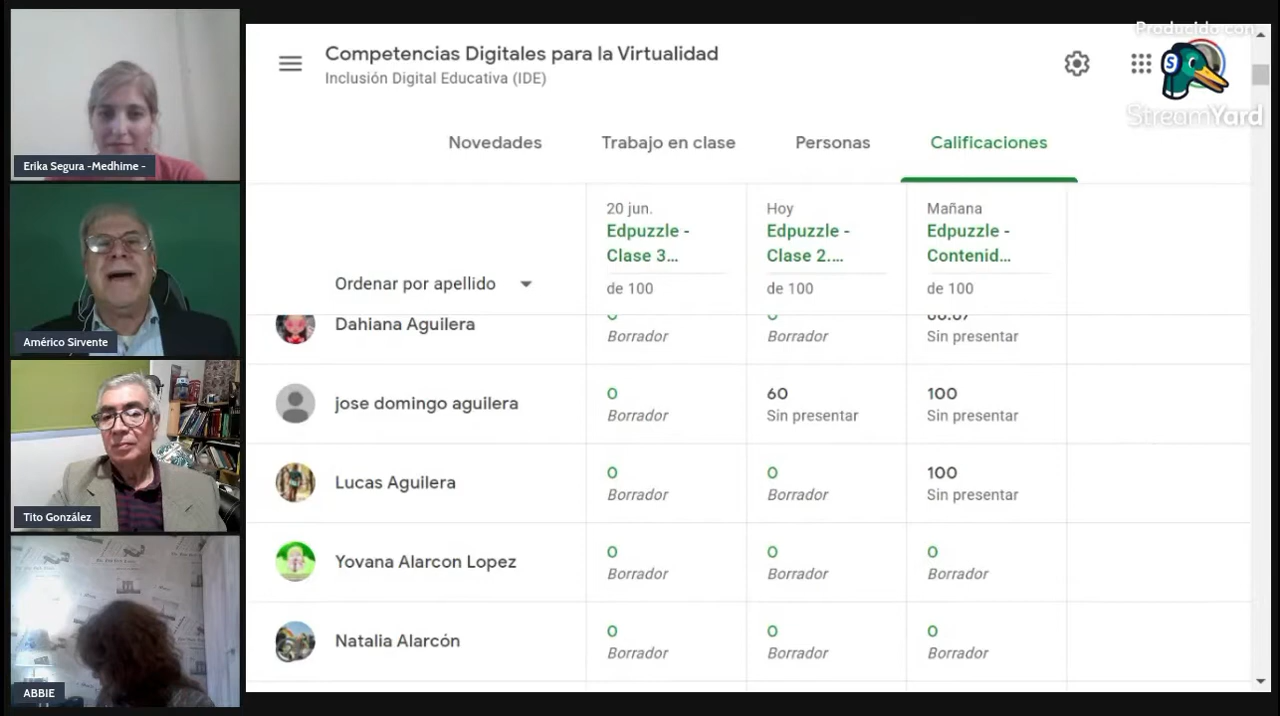 Erika Segura -Medhime -
Américo Sirvente
Tito González
ABBIE
Producido con
StreamYard
Competencias Digitales para la Virtualidad
Inclusión Digital Educativa (IDE)
Novedades Trabajo en clase Personas Calificaciones
20 jun. Hoy Mañana
Edpuzzle - Edpuzzle - Edpuzzle -
Clase 3... Clase 2.... Contenid...
Ordenar por apellido
de 100 de 100 de 100
Dahiana Aguilera 0 0 66.67
Borrador Borrador Sin presentar
jose domingo aguilera 0 60 100
Borrador Sin presentar Sin presentar
Lucas Aguilera 0 0 100
Borrador Borrador Sin presentar
Yovana Alarcon Lopez 0 0 0
Borrador Borrador Borrador
Natalia Alarcón 0 0 0
Borrador Borrador Borrador